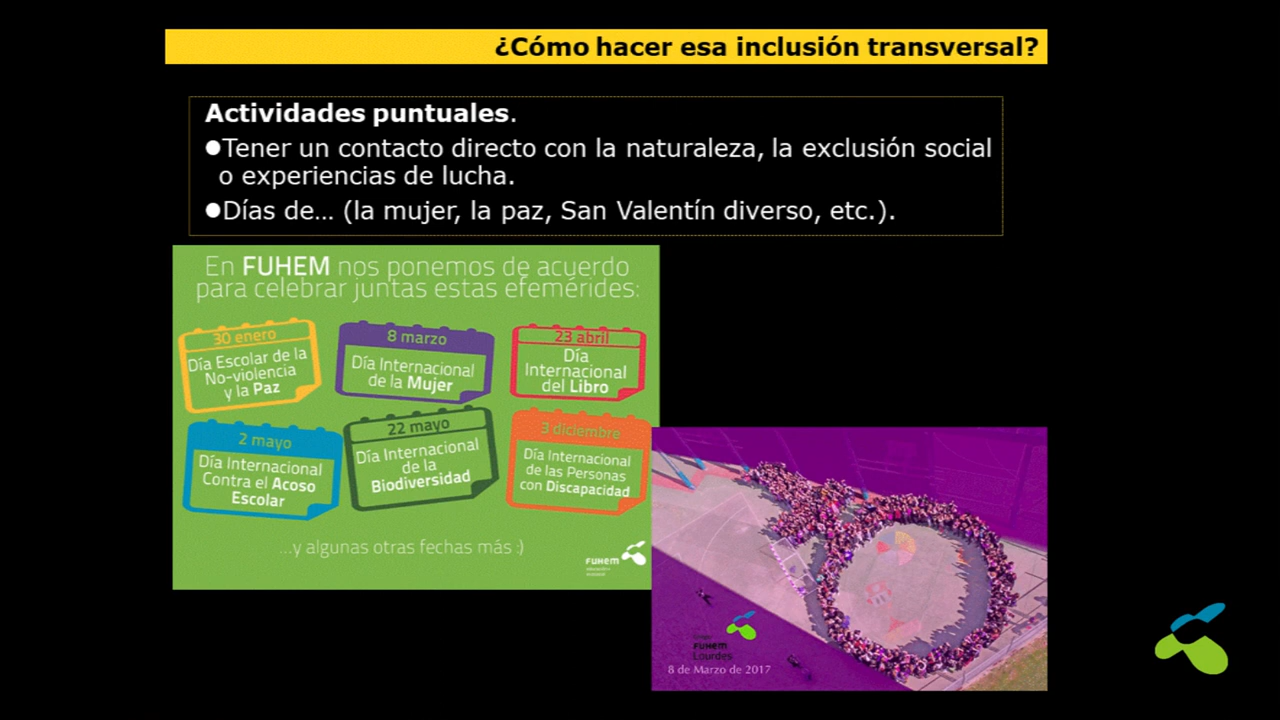 ¿Cómo hacer esa inclusión transversal?
Actividades puntuales.
●Tener un contacto directo con la naturaleza, la exclusión social
o experiencias de lucha.
●Días de... (la mujer, la paz, San Valentín diverso, etc.).
En FUHEM nos ponemos de acuerdo
para celebrar juntas estas efemérides:
30 enero
Día Escolar de la
No-violencia
y la Paz
8 marzo
Día Internacional
de la Mujer
23 abril
Día
Internacional
del Libro
2 mayo
Día Internacional
Contra el Acoso
Escolar
22 mayo
Día Internacional
de la
Biodiversidad
3 diciembre
Día Internacional
de las Personas
con Discapacidad
...y algunas otras fechas más :)
FUHEM
FUHEM
Lourdes
8 de Marzo de 2017